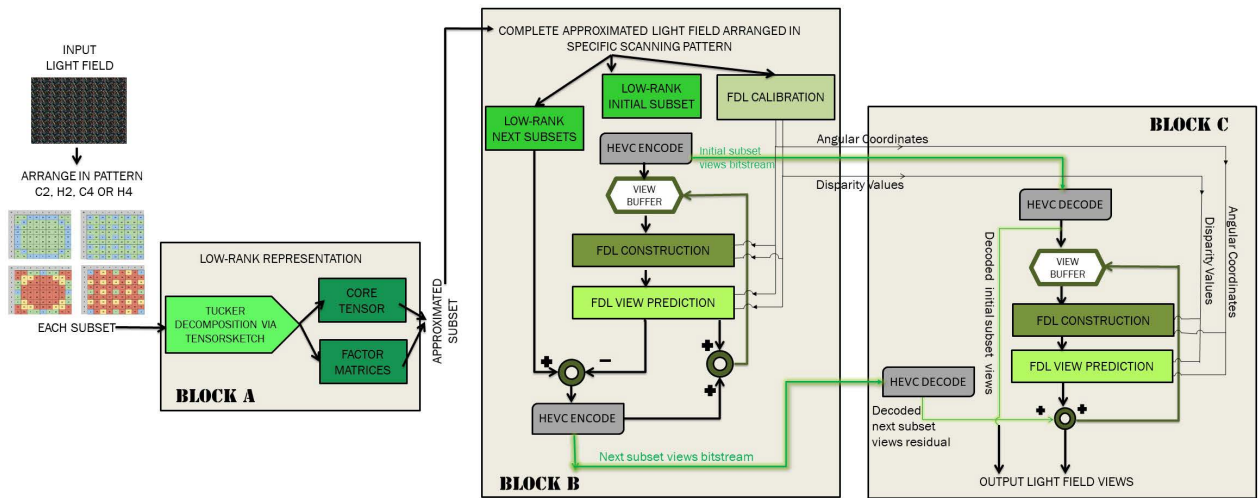 INPUT
LIGHT FIELD
ARRANGE IN PATTERN
C2, H2, C4 OR H4
EACH SUBSET
LOW-RANK REPRESENTATION
TUCKER
DECOMPOSITION VIA
TENSORSKETCH
CORE
TENSOR
FACTOR
MATRICES
BLOCK A
APPROXIMATED
SUBSET
COMPLETE APPROXIMATED LIGHT FIELD ARRANGED IN
SPECIFIC SCANNING PATTERN
LOW-RANK
NEXT SUBSETS
LOW-RANK
INITIAL SUBSET
FDL CALIBRATION
HEVC ENCODE
Initial subset
views bitstream
VIEW
BUFFER
FDL CONSTRUCTION
FDL VIEW PREDICTION
+
–
+
+
HEVC ENCODE
Next subset views bitstream
BLOCK B
Angular Coordinates
Disparity Values
BLOCK C
HEVC DECODE
Decoded initial subset
views
VIEW
BUFFER
Disparity Values
Angular Coordinates
FDL CONSTRUCTION
FDL VIEW PREDICTION
HEVC DECODE
Decoded
next subset
views residual
+
+
OUTPUT LIGHT FIELD VIEWS